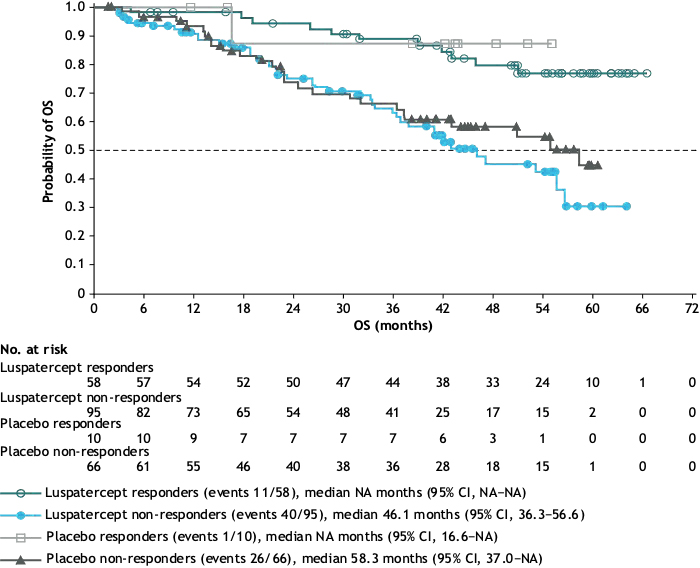 1.0
0.9
0.8
0.7
0.6
0.5
0.4
0.3
0.2
0.1
0
Probability of OS
0 6 12 18 24 30 36 42 48 54 60 66 72
OS (months)
No. at risk
Luspatercept responders
58 57 54 52 50 47 44 38 33 24 10 1 0
Luspatercept non-responders
95 82 73 65 54 48 41 25 17 15 2 0 0
Placebo responders
10 10 9 7 7 7 7 6 3 1 0 0 0
Placebo non-responders
66 61 55 46 40 38 36 28 18 15 1 0 0
Luspatercept responders (events 11/58), median NA months (95% CI, NA–NA)
Luspatercept non-responders (events 40/95), median 46.1 months (95% CI, 36.3–56.6)
Placebo responders (events 1/10), median NA months (95% CI, 16.6–NA)
Placebo non-responders (events 26/66), median 58.3 months (95% CI, 37.0–NA)